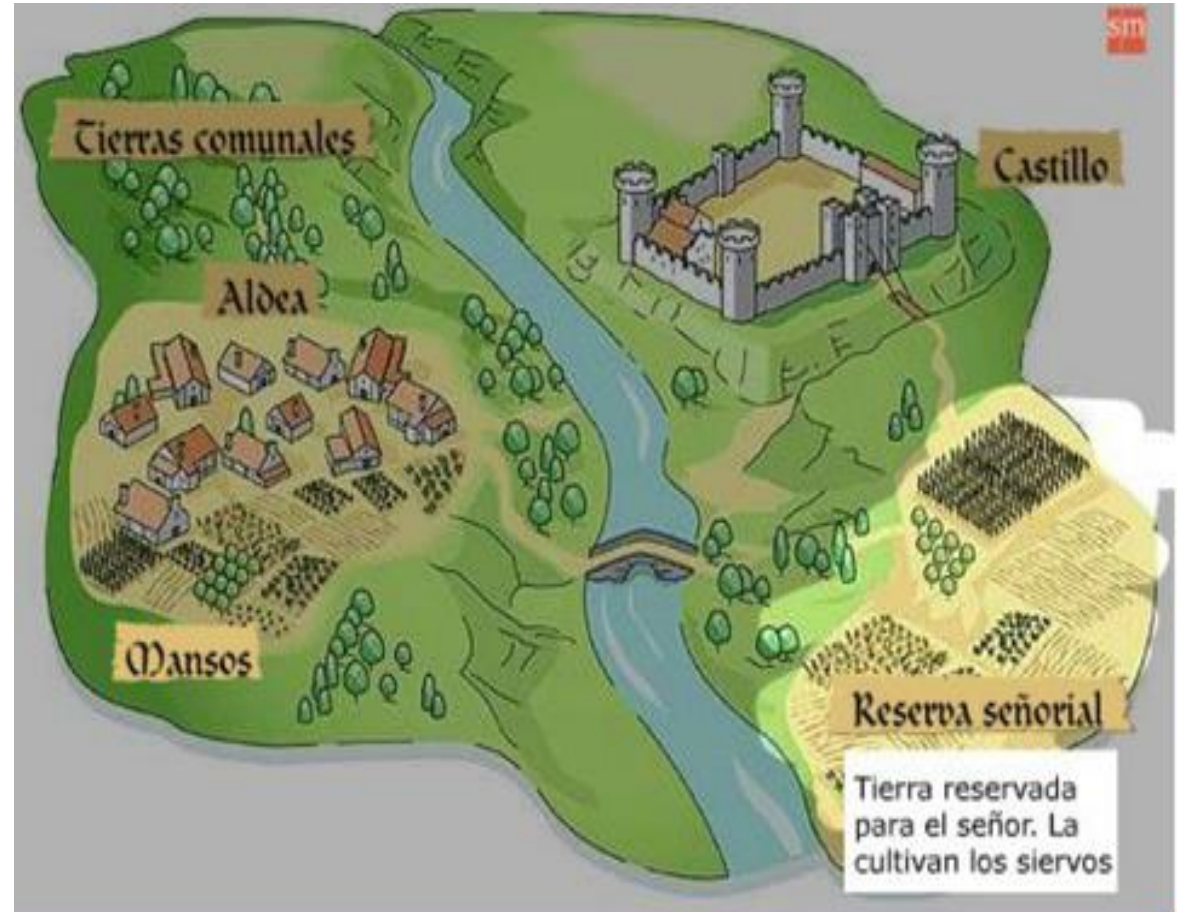 sm
Tierras comunales
Castillo
Aldea
Mansos
Reserva señorial
Tierra reservada
para el señor. La
cultivan los siervos